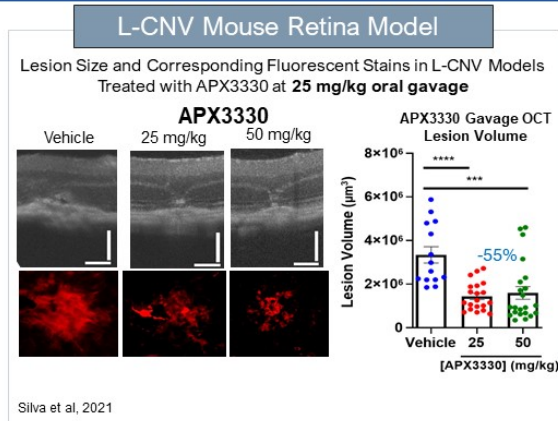 L-CNV Mouse Retina Model
Lesion Size and Corresponding Fluorescent Stains in L-CNV Models
Treated with APX3330 at 25 mg/kg oral gavage
APX3330
Vehicle
25 mg/kg
50 mg/kg
APX3330 Gavage OCT
Lesion Volume
Lesion Volume (µm³)
8×10⁶
6×10⁶
4×10⁶
2×10⁶
0
****
***
-55%
Vehicle 25 50
[APX3330] (mg/kg)
Silva et al, 2021